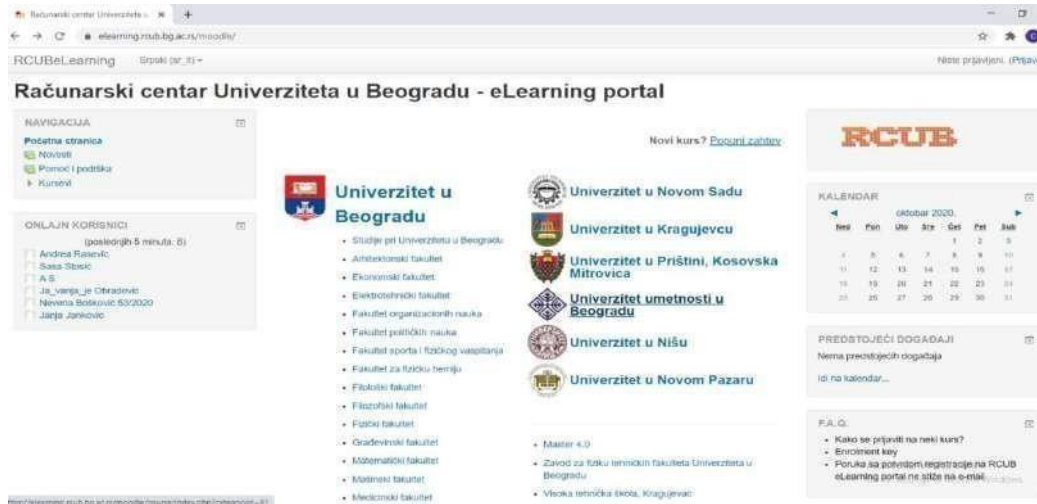 Računarski centar Univerziteta u
elearning.rcub.bg.ac.rs/moodle/
RCUBeLearning
Srpski (sr_lt)
Niste prijavljeni. (Prijav
Računarski centar Univerziteta u Beogradu - eLearning portal
NAVIGACIJA
Početna stranica
Novosti
Pomoć i podrška
Kursevi
ONLAJN KORISNICI
(poslednjih 5 minuta: 6)
Andrea
Sasa
A S
Ja_vanja_je Obradovic
Nevena Bošković 63/2020
Janja Janković
Novi kurs? Popuni zahtev
Univerzitet u
Beogradu
Studije pri Univerzitetu u Beogradu
Arhitektonski fakultet
Ekonomski fakultet
Elektrotehnički fakultet
Fakultet organizacionih nauka
Fakultet političkih nauka
Fakultet sporta i fizičkog vaspitanja
Fakultet za fizičku hemiju
Filološki fakultet
Filozofski fakultet
Fizički fakultet
Građevinski fakultet
Matematički fakultet
Mašinski fakultet
Medicinski fakultet
Univerzitet u Novom Sadu
Univerzitet u Kragujevcu
Univerzitet u Prištini, Kosovska
Mitrovica
Univerzitet umetnosti u
Beogradu
Univerzitet u Nišu
Univerzitet u Novom Pazaru
Master 4.0
Zavod za fiziku tehničkih fakulteta Univerziteta u
Beogradu
Visoka tehnička škola, Kragujevac
RCUB
KALENDAR
oktobar 2020.
Ned Pon Uto Sre Čet Pet Sub
1 2 3
4 5 6 7 8 9 10
11 12 13 14 15 16 17
18 19 20 21 22 23 24
25 26 27 28 29 30 31
PREDSTOJEĆI DOGAĐAJI
Nema predstojećih događaja
Idi na kalendar...
F.A.Q.
Kako se prijaviti na neki kurs?
Enrolment key
Poruka sa potvrdom registracije na RCUB
eLearning portal ne stiže na e-mail